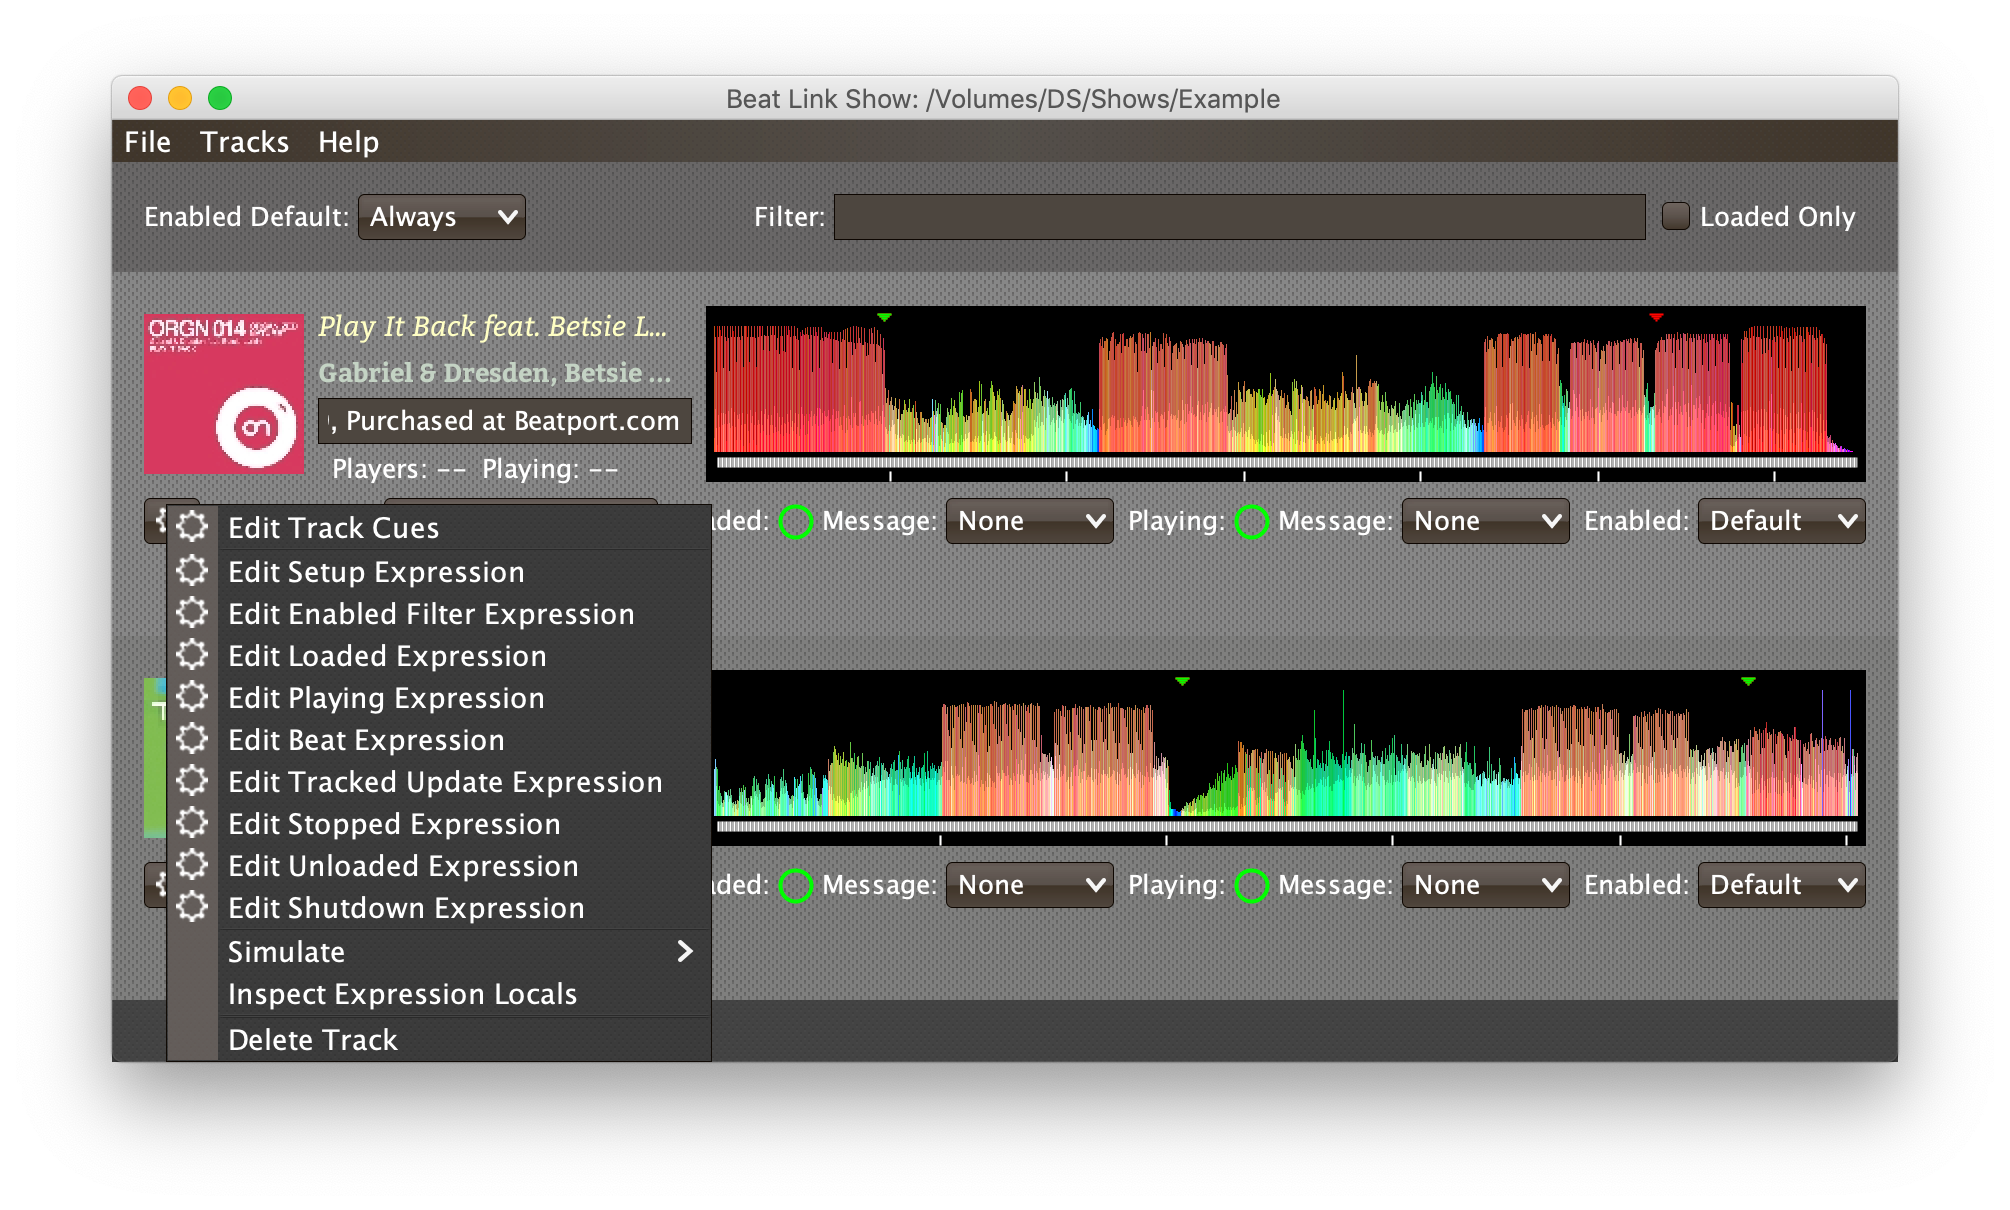 Beat Link Show: /Volumes/DS/Shows/Example
File Tracks Help
Enabled Default: Always Filter: Loaded Only
ORGN 014
Play It Back feat. Betsie L...
Gabriel & Dresden, Betsie ...
, Purchased at Beatport.com
Players: -- Playing: --
ded: Message: None Playing: Message: None Enabled: Default
Edit Track Cues
Edit Setup Expression
Edit Enabled Filter Expression
Edit Loaded Expression
Edit Playing Expression
Edit Beat Expression
Edit Tracked Update Expression
Edit Stopped Expression
Edit Unloaded Expression
Edit Shutdown Expression
Simulate
Inspect Expression Locals
Delete Track
ded: Message: None Playing: Message: None Enabled: Default